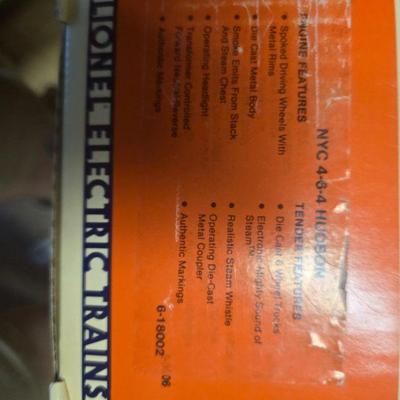 NYC 4-6-4 HUDSON
ENGINE FEATURES
• Spoked Driving Wheels With
Metal Rims
• Die Cast Metal Body
• Smoke Emits From Stack
And Steam Chest
• Operating Headlight
• Transformer Controlled
Forward Reverse
• Authentic Markings
TENDER FEATURES
• Die Cast 6 Wheel Trucks
• Electronic Mighty Sound of
Steam™
• Realistic Steam Whistle
• Operating Die-Cast
Metal Coupler
• Authentic Markings
6-18002 06
LIONEL ELECTRIC TRAINS